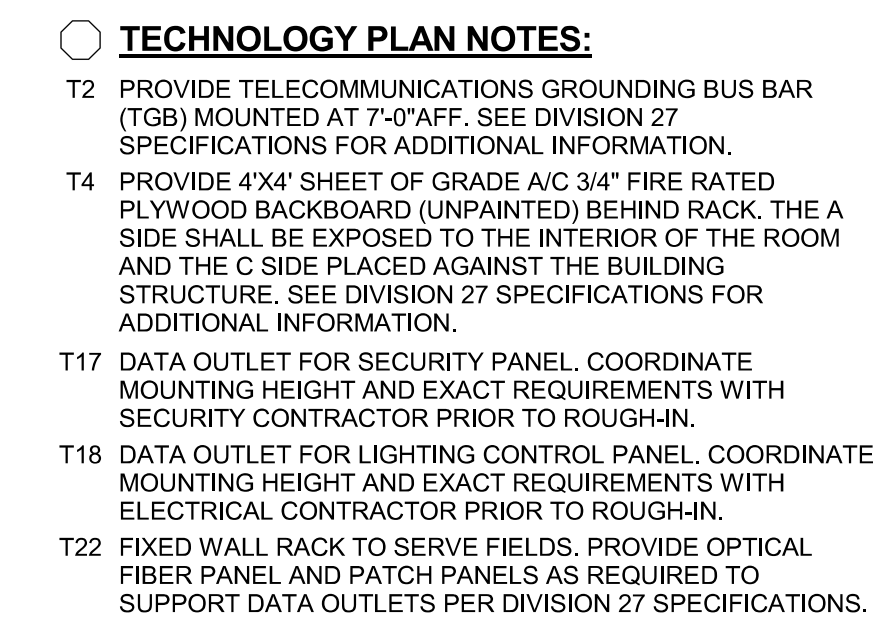 TECHNOLOGY PLAN NOTES:
T2 PROVIDE TELECOMMUNICATIONS GROUNDING BUS BAR
(TGB) MOUNTED AT 7'-0"AFF. SEE DIVISION 27
SPECIFICATIONS FOR ADDITIONAL INFORMATION.
T4 PROVIDE 4'X4' SHEET OF GRADE A/C 3/4" FIRE RATED
PLYWOOD BACKBOARD (UNPAINTED) BEHIND RACK. THE A
SIDE SHALL BE EXPOSED TO THE INTERIOR OF THE ROOM
AND THE C SIDE PLACED AGAINST THE BUILDING
STRUCTURE. SEE DIVISION 27 SPECIFICATIONS FOR
ADDITIONAL INFORMATION.
T17 DATA OUTLET FOR SECURITY PANEL. COORDINATE
MOUNTING HEIGHT AND EXACT REQUIREMENTS WITH
SECURITY CONTRACTOR PRIOR TO ROUGH-IN.
T18 DATA OUTLET FOR LIGHTING CONTROL PANEL. COORDINATE
MOUNTING HEIGHT AND EXACT REQUIREMENTS WITH
ELECTRICAL CONTRACTOR PRIOR TO ROUGH-IN.
T22 FIXED WALL RACK TO SERVE FIELDS. PROVIDE OPTICAL
FIBER PANEL AND PATCH PANELS AS REQUIRED TO
SUPPORT DATA OUTLETS PER DIVISION 27 SPECIFICATIONS.